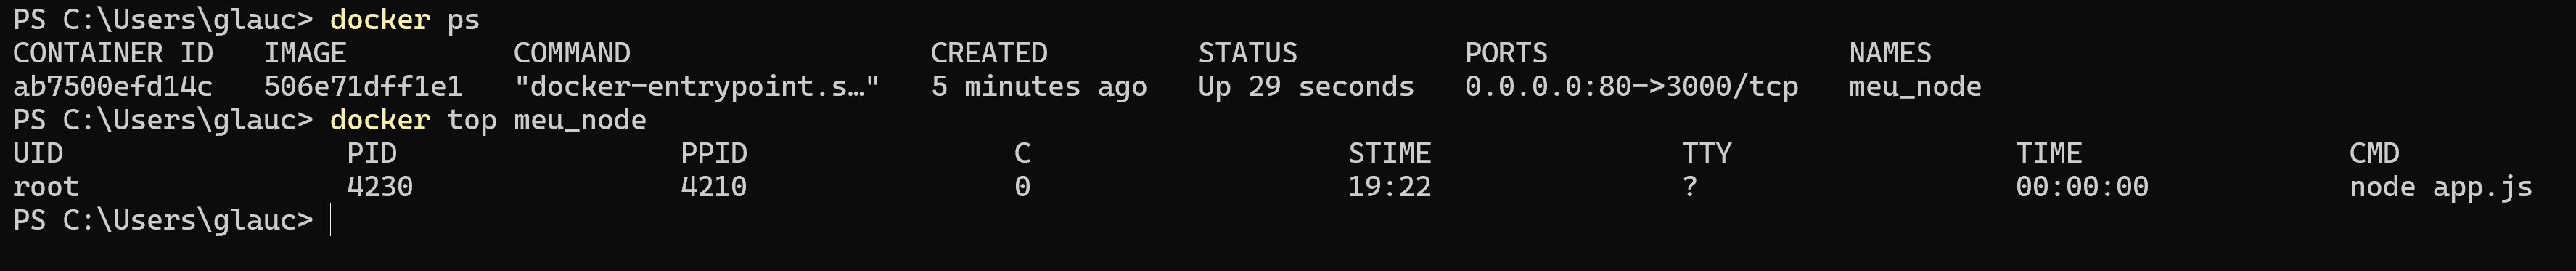 PS C:\Users\glauc> docker ps
CONTAINER ID   IMAGE          COMMAND                  CREATED         STATUS          PORTS                  NAMES
ab7500efd14c   506e71dff1e1   "docker-entrypoint.s…"   5 minutes ago   Up 29 seconds   0.0.0.0:80->3000/tcp   meu_node
PS C:\Users\glauc> docker top meu_node
UID                 PID                 PPID                C                   STIME               TTY                 TIME                CMD
root                4230                4210                0                   19:22               ?                   00:00:00            node app.js
PS C:\Users\glauc>